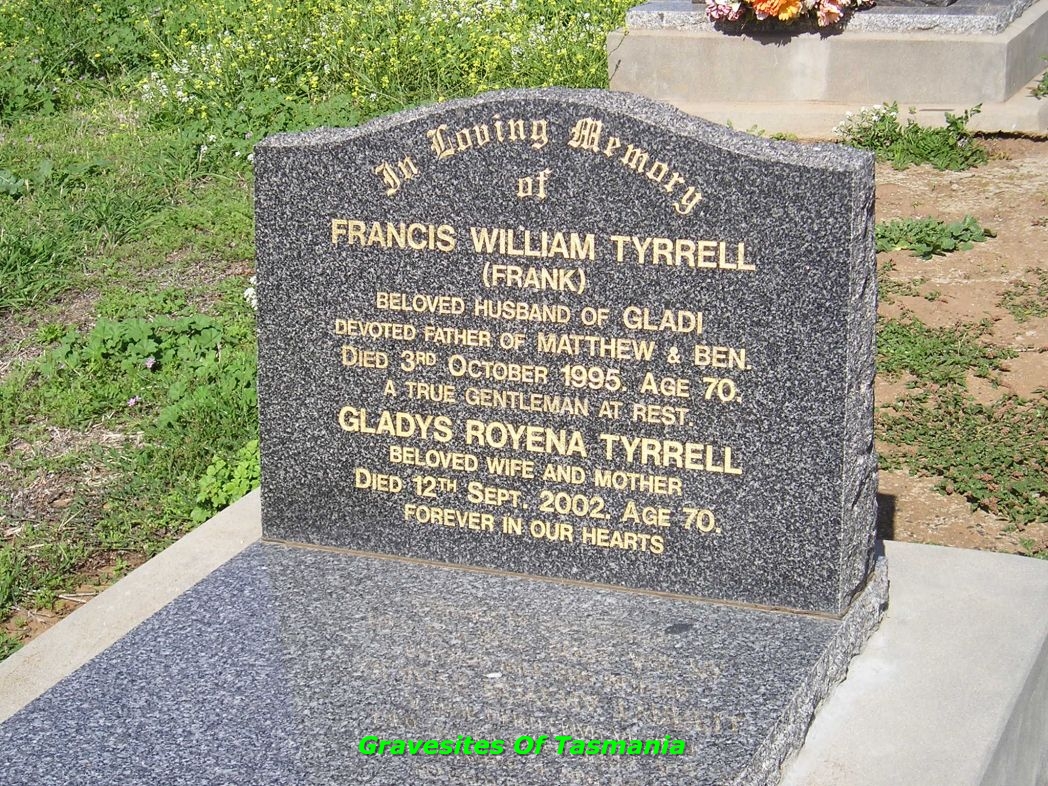 In Loving Memory
of
FRANCIS WILLIAM TYRRELL
(FRANK)
BELOVED HUSBAND OF GLADI
DEVOTED FATHER OF MATTHEW & BEN.
DIED 3RD OCTOBER 1995. AGE 70.
A TRUE GENTLEMAN AT REST.
GLADYS ROYENA TYRRELL
BELOVED WIFE AND MOTHER
DIED 12TH SEPT. 2002. AGE 70.
FOREVER IN OUR HEARTS
Gravesites Of Tasmania